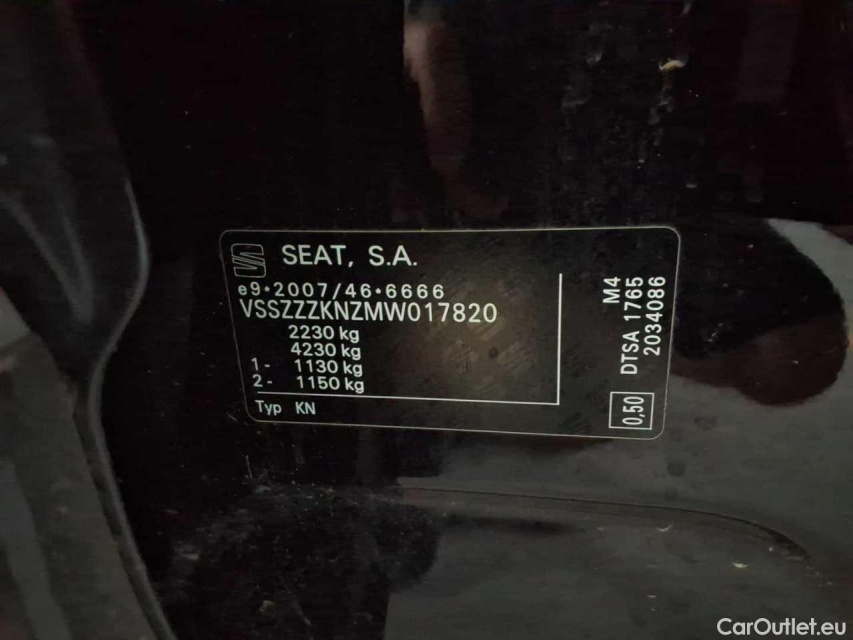 SEAT, S.A.
e9*2007/46*6666
VSSZZZKNZMW017820
2230 kg
4230 kg
1- 1130 kg
2- 1150 kg
Typ KN
M4
DTSA 1765
2034086
0,50
CarOutlet.eu